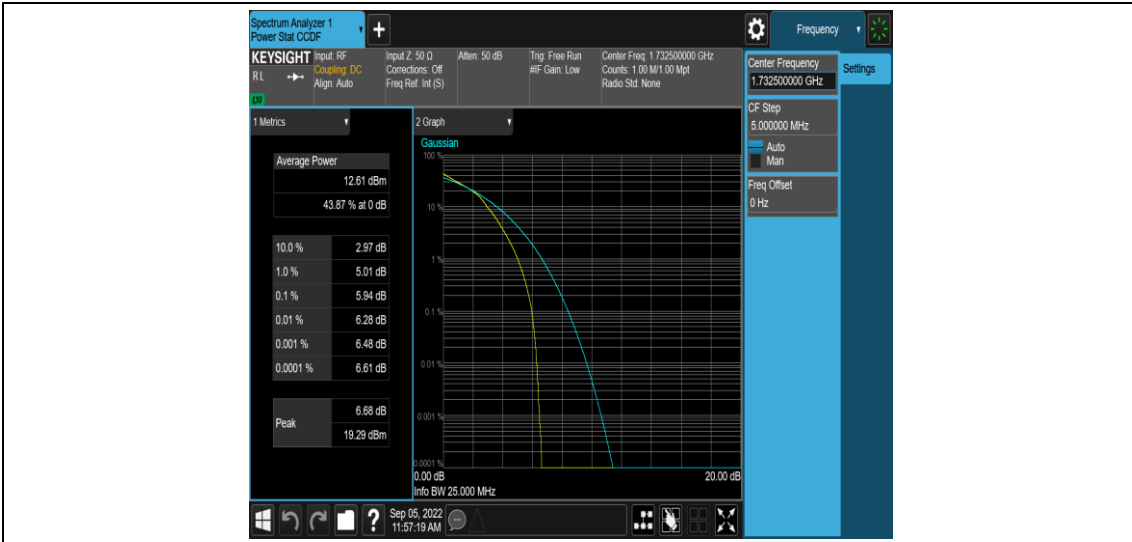 Spectrum Analyzer 1
Power Stat CCDF
+
Frequency
KEYSIGHT
Input: RF
Input Z: 50 Ω
Atten: 50 dB
Trig: Free Run
Center Freq: 1.732500000 GHz
R L
Coupling: DC
Corrections: Off
#IF Gain: Low
Counts: 1.00 M/1.00 Mpt
Align: Auto
Freq Ref: Int (S)
Radio Std: None
LXI
Center Frequency
1.732500000 GHz
Settings
CF Step
5.000000 MHz
Auto
Man
Freq Offset
0 Hz
1 Metrics
Average Power
12.61 dBm
43.87 % at 0 dB
10.0 % 2.97 dB
1.0 % 5.01 dB
0.1 % 5.94 dB
0.01 % 6.28 dB
0.001 % 6.48 dB
0.0001 % 6.61 dB
Peak 6.68 dB
19.29 dBm
2 Graph
Gaussian
100 %
10 %
1 %
0.1 %
0.01 %
0.001 %
0.0001 %
0.00 dB 20.00 dB
Info BW 25.000 MHz
?
Sep 05, 2022
11:57:19 AM